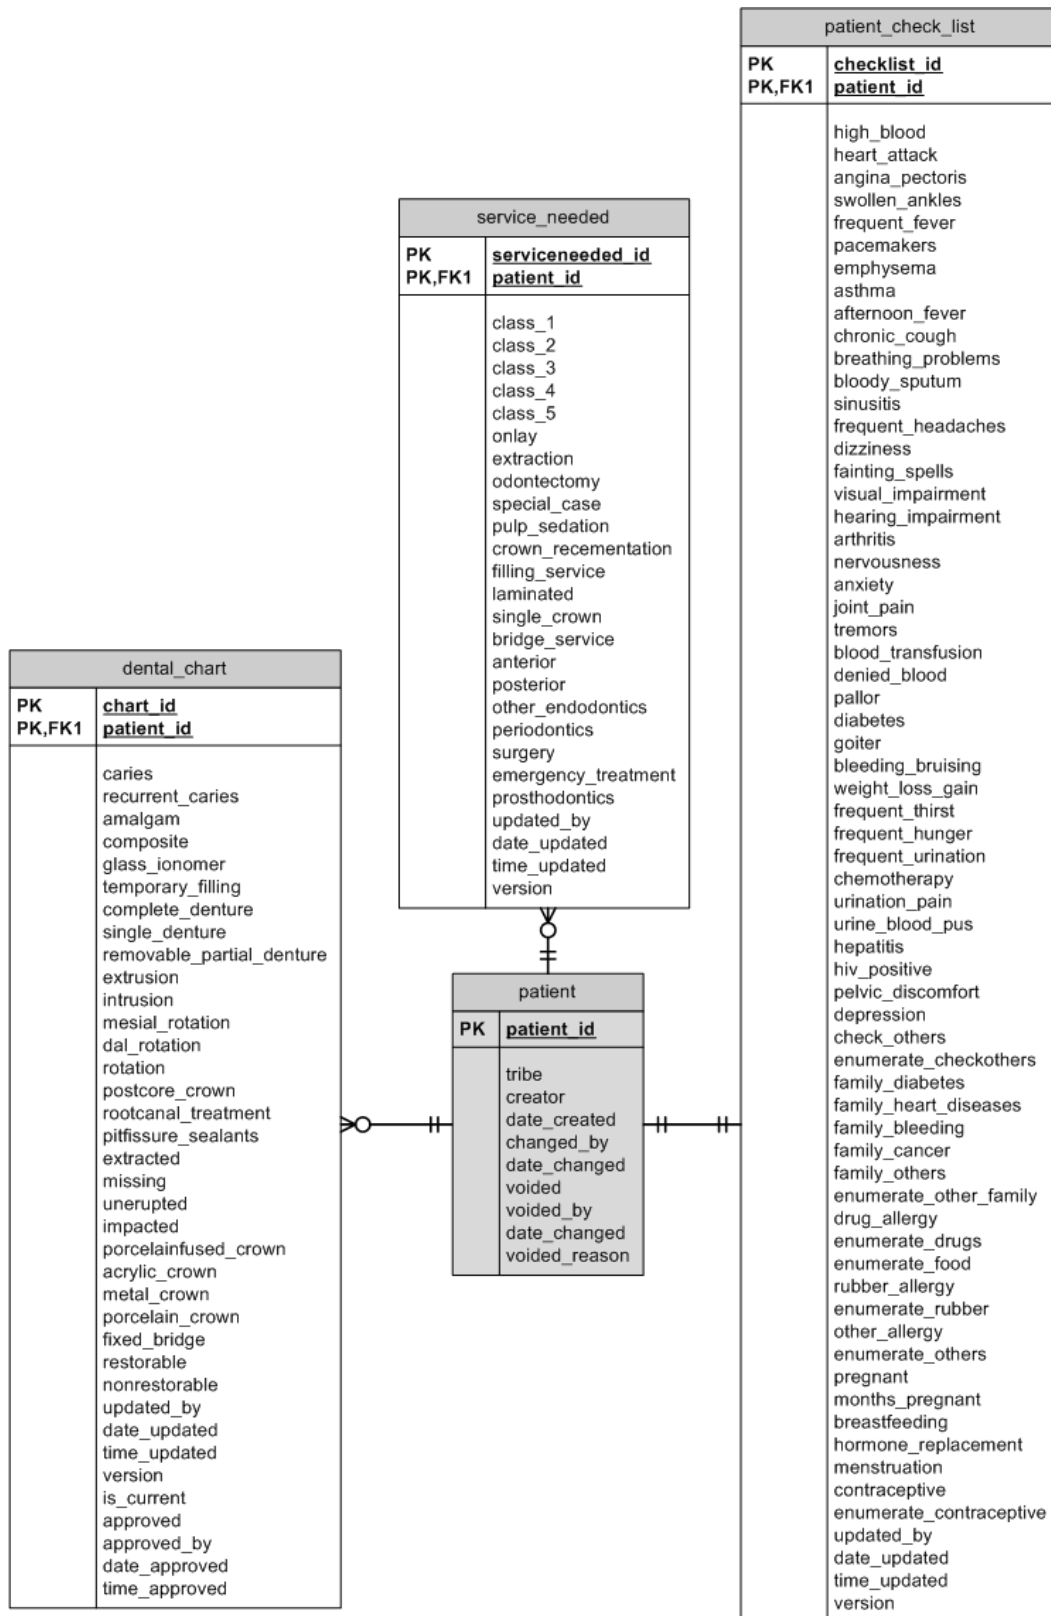 patient_check_list
PK checklist_id
PK,FK1 patient_id
high_blood
heart_attack
angina_pectoris
swollen_ankles
frequent_fever
pacemakers
emphysema
asthma
afternoon_fever
chronic_cough
breathing_problems
bloody_sputum
sinusitis
frequent_headaches
dizziness
fainting_spells
visual_impairment
hearing_impairment
arthritis
nervousness
anxiety
joint_pain
tremors
blood_transfusion
denied_blood
pallor
diabetes
goiter
bleeding_bruising
weight_loss_gain
frequent_thirst
frequent_hunger
frequent_urination
chemotherapy
urination_pain
urine_blood_pus
hepatitis
hiv_positive
pelvic_discomfort
depression
check_others
enumerate_checkothers
family_diabetes
family_heart_diseases
family_bleeding
family_cancer
family_others
enumerate_other_family
drug_allergy
enumerate_drugs
enumerate_food
rubber_allergy
enumerate_rubber
other_allergy
enumerate_others
pregnant
months_pregnant
breastfeeding
hormone_replacement
menstruation
contraceptive
enumerate_contraceptive
updated_by
date_updated
time_updated
version
service_needed
PK serviceneeded_id
PK,FK1 patient_id
class_1
class_2
class_3
class_4
class_5
onlay
extraction
odontectomy
special_case
pulp_sedation
crown_recementation
filling_service
laminated
single_crown
bridge_service
anterior
posterior
other_endodontics
periodontics
surgery
emergency_treatment
prosthodontics
updated_by
date_updated
time_updated
version
dental_chart
PK chart_id
PK,FK1 patient_id
caries
recurrent_caries
amalgam
composite
glass_ionomer
temporary_filling
complete_denture
single_denture
removable_partial_denture
extrusion
intrusion
mesial_rotation
dal_rotation
rotation
postcore_crown
rootcanal_treatment
pitfissure_sealants
extracted
missing
unerupted
impacted
porcelainfused_crown
acrylic_crown
metal_crown
porcelain_crown
fixed_bridge
restorable
nonrestorable
updated_by
date_updated
time_updated
version
is_current
approved
approved_by
date_approved
time_approved
patient
PK patient_id
tribe
creator
date_created
changed_by
date_changed
voided
voided_by
date_changed
voided_reason